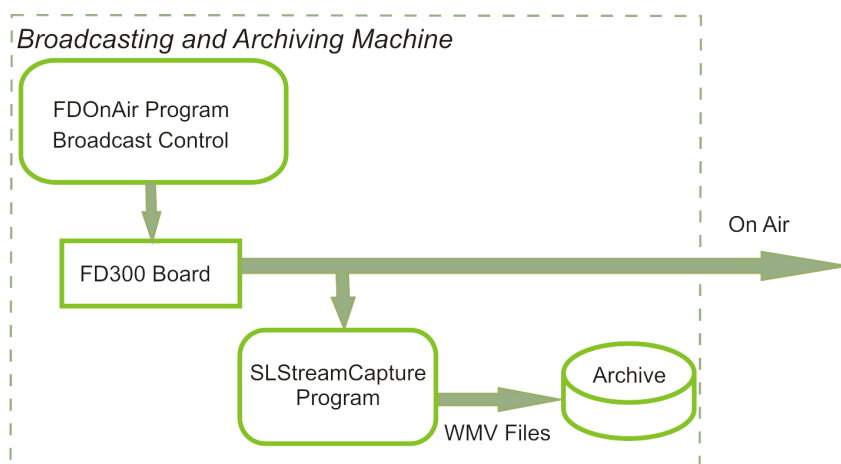 Broadcasting and Archiving Machine
FDOnAir Program
Broadcast Control
On Air
FD300 Board
SLStreamCapture
Program
Archive
WMV Files